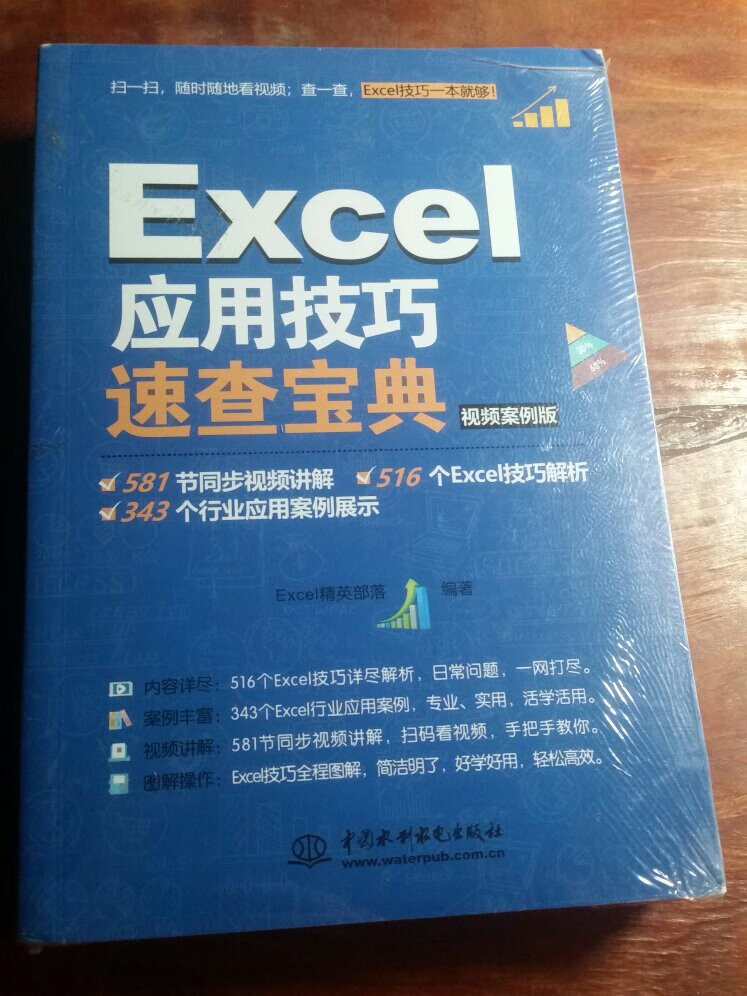 扫一扫，随时随地看视频；查一查，Excel技巧一本就够！
Excel
应用技巧
速查宝典 视频案例版
30%
60%
581 节同步视频讲解 516 个Excel技巧解析
343 个行业应用案例展示
Excel精英部落 编著
内容详尽：516个Excel技巧详尽解析，日常问题，一网打尽。
案例丰富：343个Excel行业应用案例，专业、实用，活学活用。
视频讲解：581节同步视频讲解，扫码看视频，手把手教你。
图解操作：Excel技巧全程图解，简洁明了，好学好用，轻松高效。
中国水利水电出版社
www.waterpub.com.cn